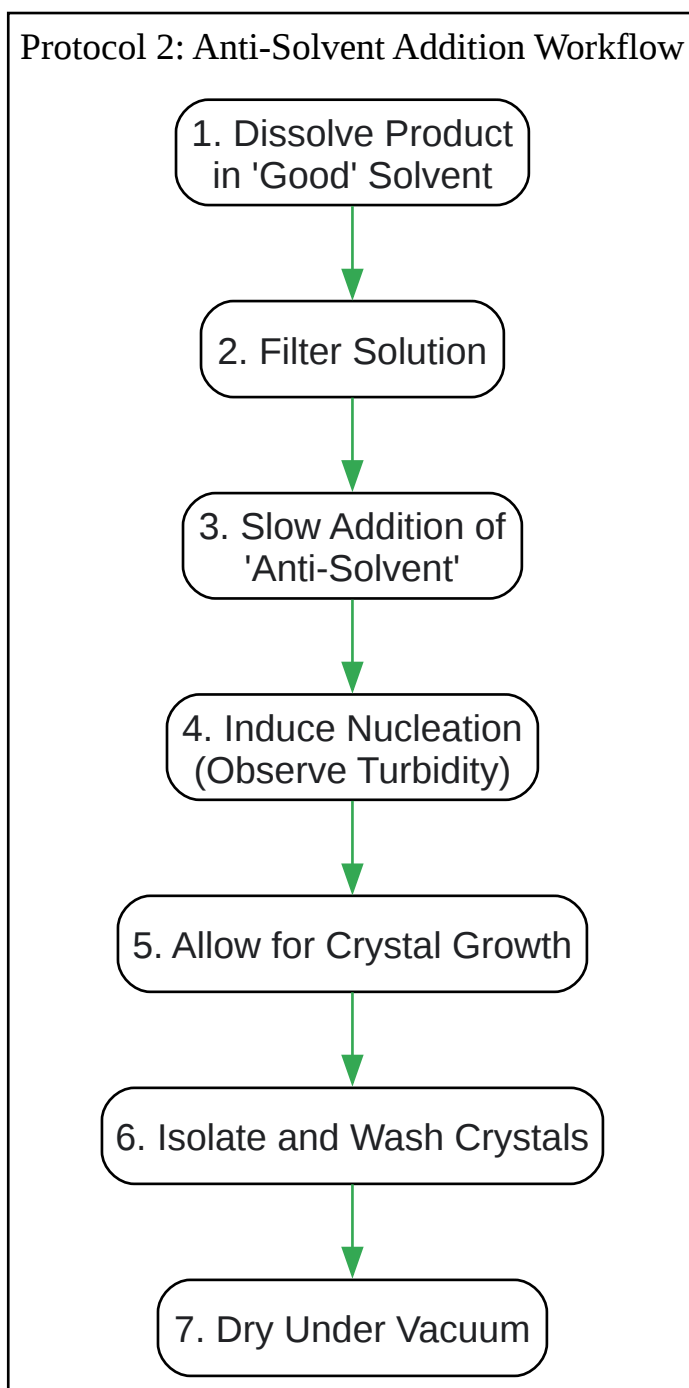 Protocol 2: Anti-Solvent Addition Workflow
1. Dissolve Product
in 'Good' Solvent
2. Filter Solution
3. Slow Addition of
'Anti-Solvent'
4. Induce Nucleation
(Observe Turbidity)
5. Allow for Crystal Growth
6. Isolate and Wash Crystals
7. Dry Under Vacuum